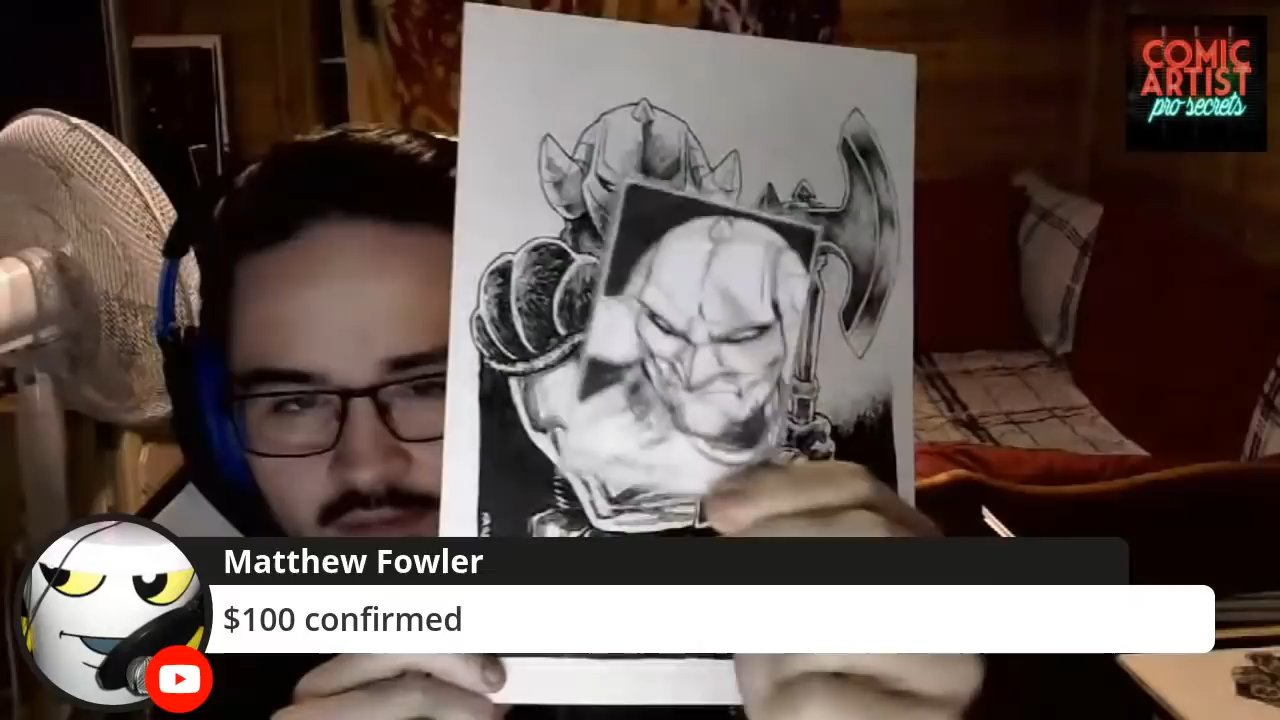 COMIC
ARTIST
pro secrets
Matthew Fowler
$100 confirmed